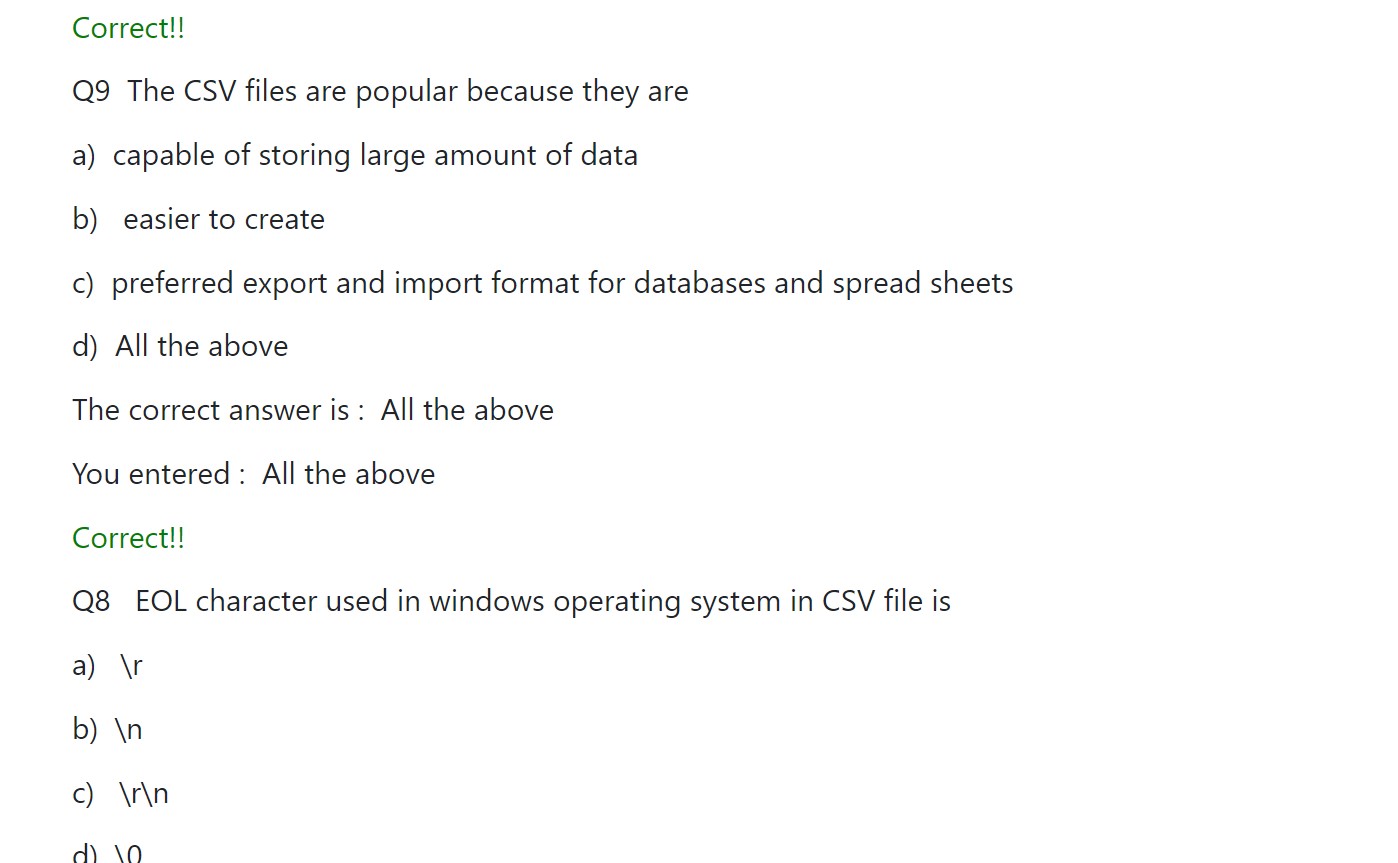 Correct!!
Q9 The CSV files are popular because they are
a) capable of storing large amount of data
b) easier to create
c) preferred export and import format for databases and spread sheets
d) All the above
The correct answer is : All the above
You entered : All the above
Correct!!
Q8 EOL character used in windows operating system in CSV file is
a) \r
b) \n
c) \r\n
d) \0